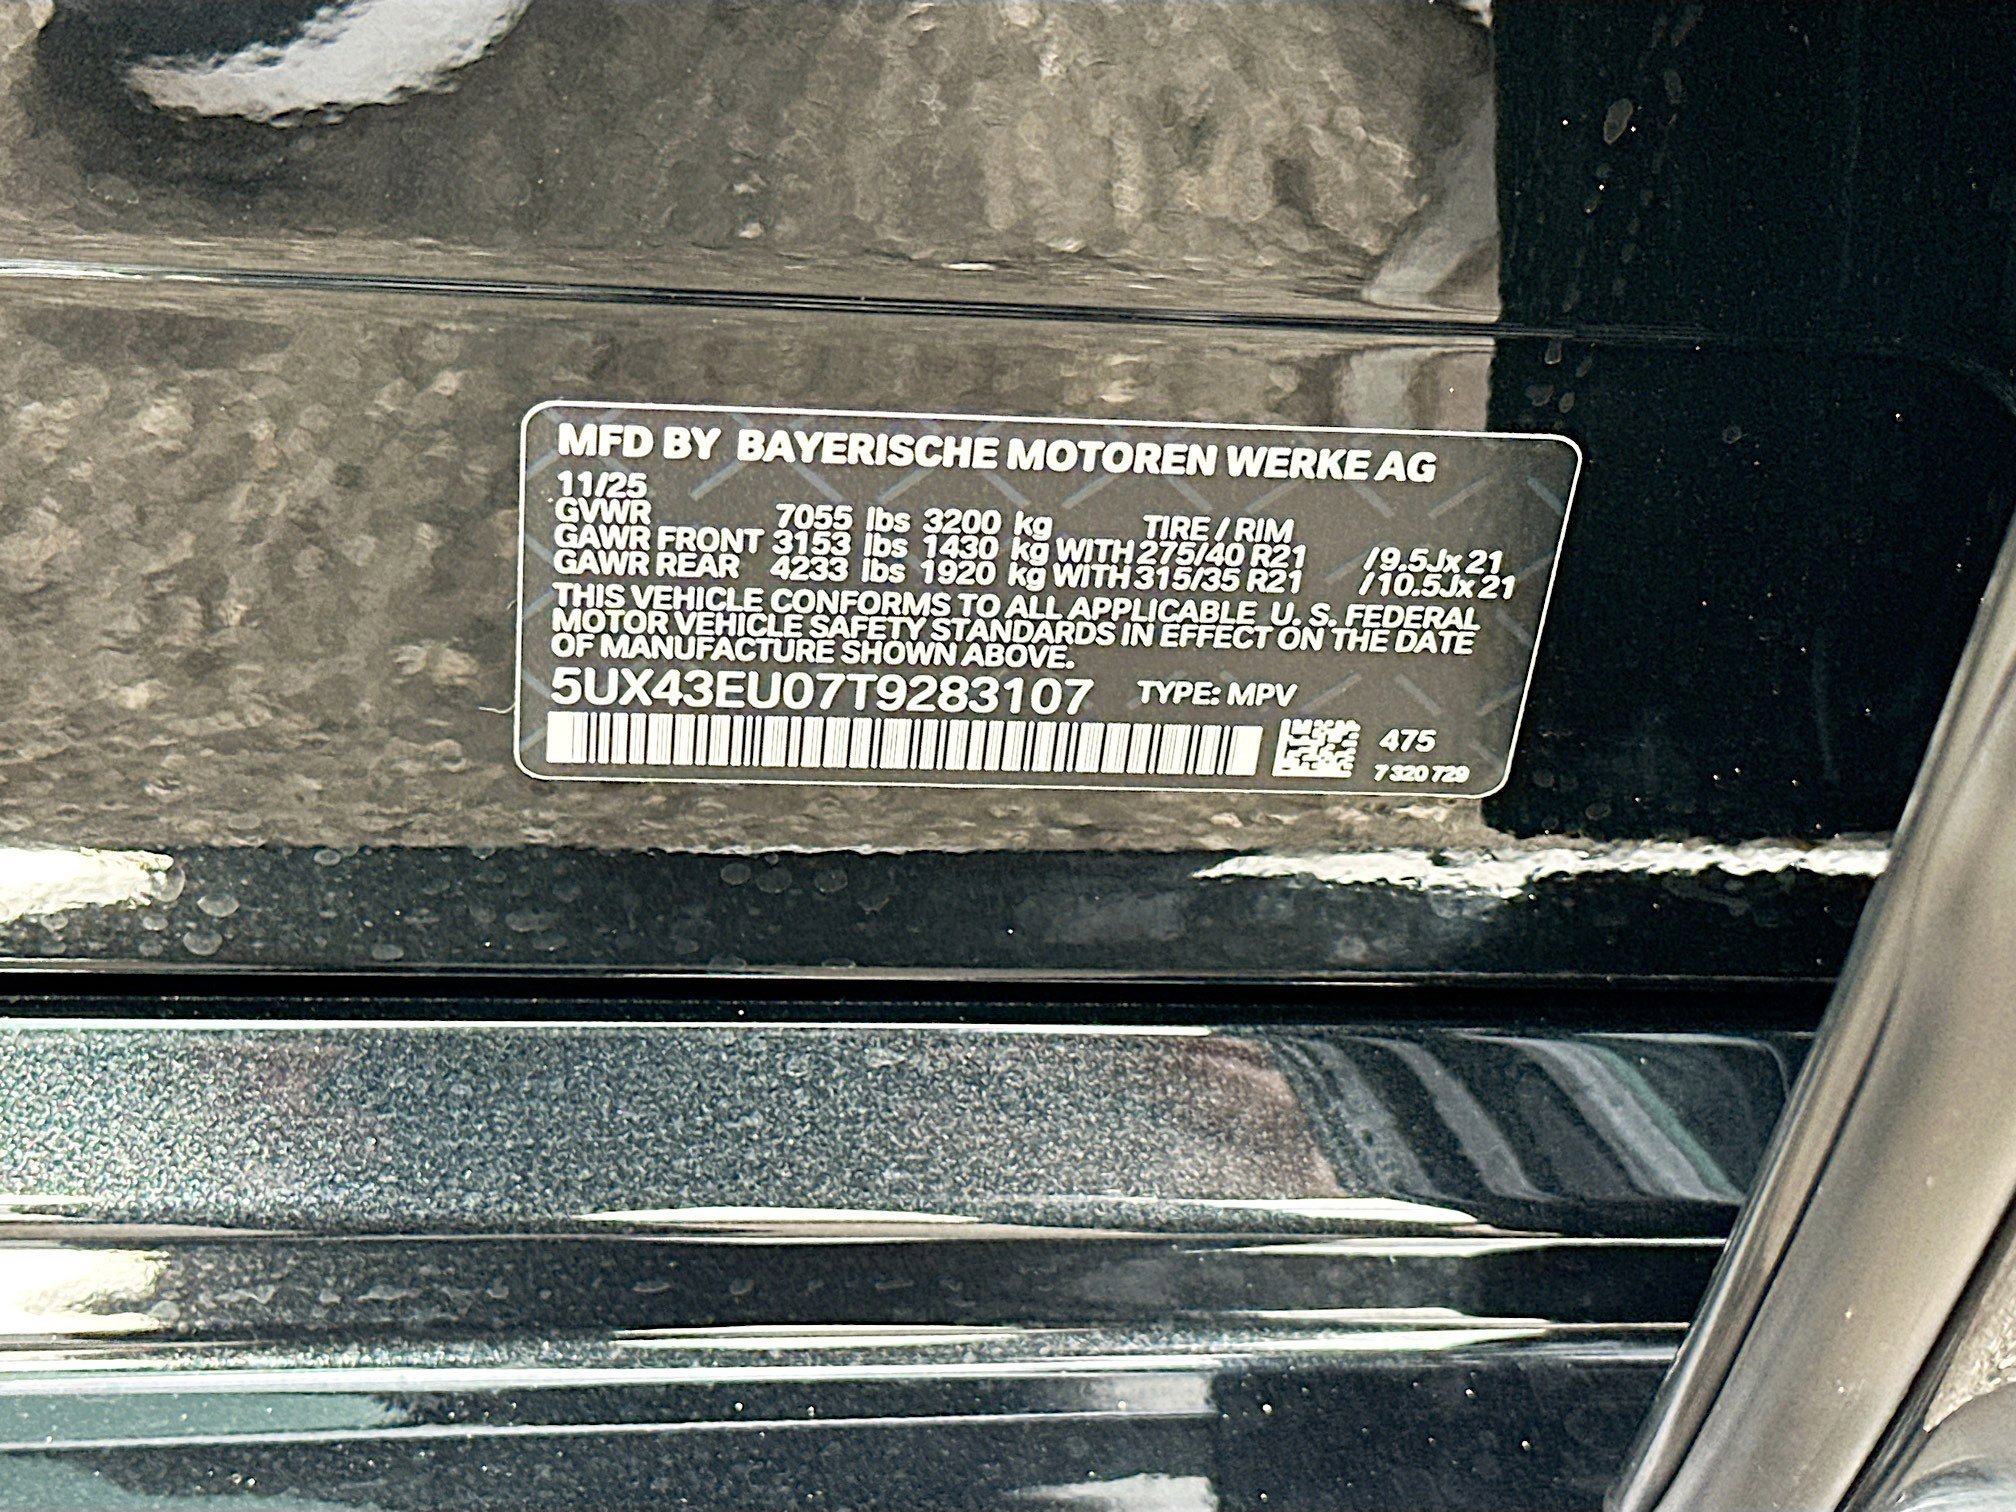 MFD BY BAYERISCHE MOTOREN WERKE AG
11/25
GVWR 7055 lbs 3200 kg TIRE / RIM
GAWR FRONT 3153 lbs 1430 kg WITH 275/40 R21 / 9.5Jx 21
GAWR REAR 4233 lbs 1920 kg WITH 315/35 R21 / 10.5Jx 21
THIS VEHICLE CONFORMS TO ALL APPLICABLE U. S. FEDERAL
MOTOR VEHICLE SAFETY STANDARDS IN EFFECT ON THE DATE
OF MANUFACTURE SHOWN ABOVE.
5UX43EU07T9283107 TYPE: MPV
475
7 320 729